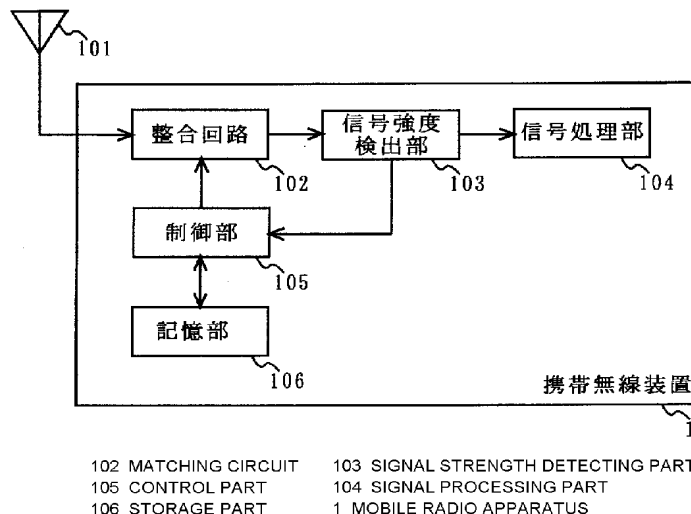 101
整合回路
102
信号強度
検出部
103
信号処理部
104
制御部
105
記憶部
106
携帯無線装置
1
102 MATCHING CIRCUIT 103 SIGNAL STRENGTH DETECTING PART
105 CONTROL PART 104 SIGNAL PROCESSING PART
106 STORAGE PART 1 MOBILE RADIO APPARATUS